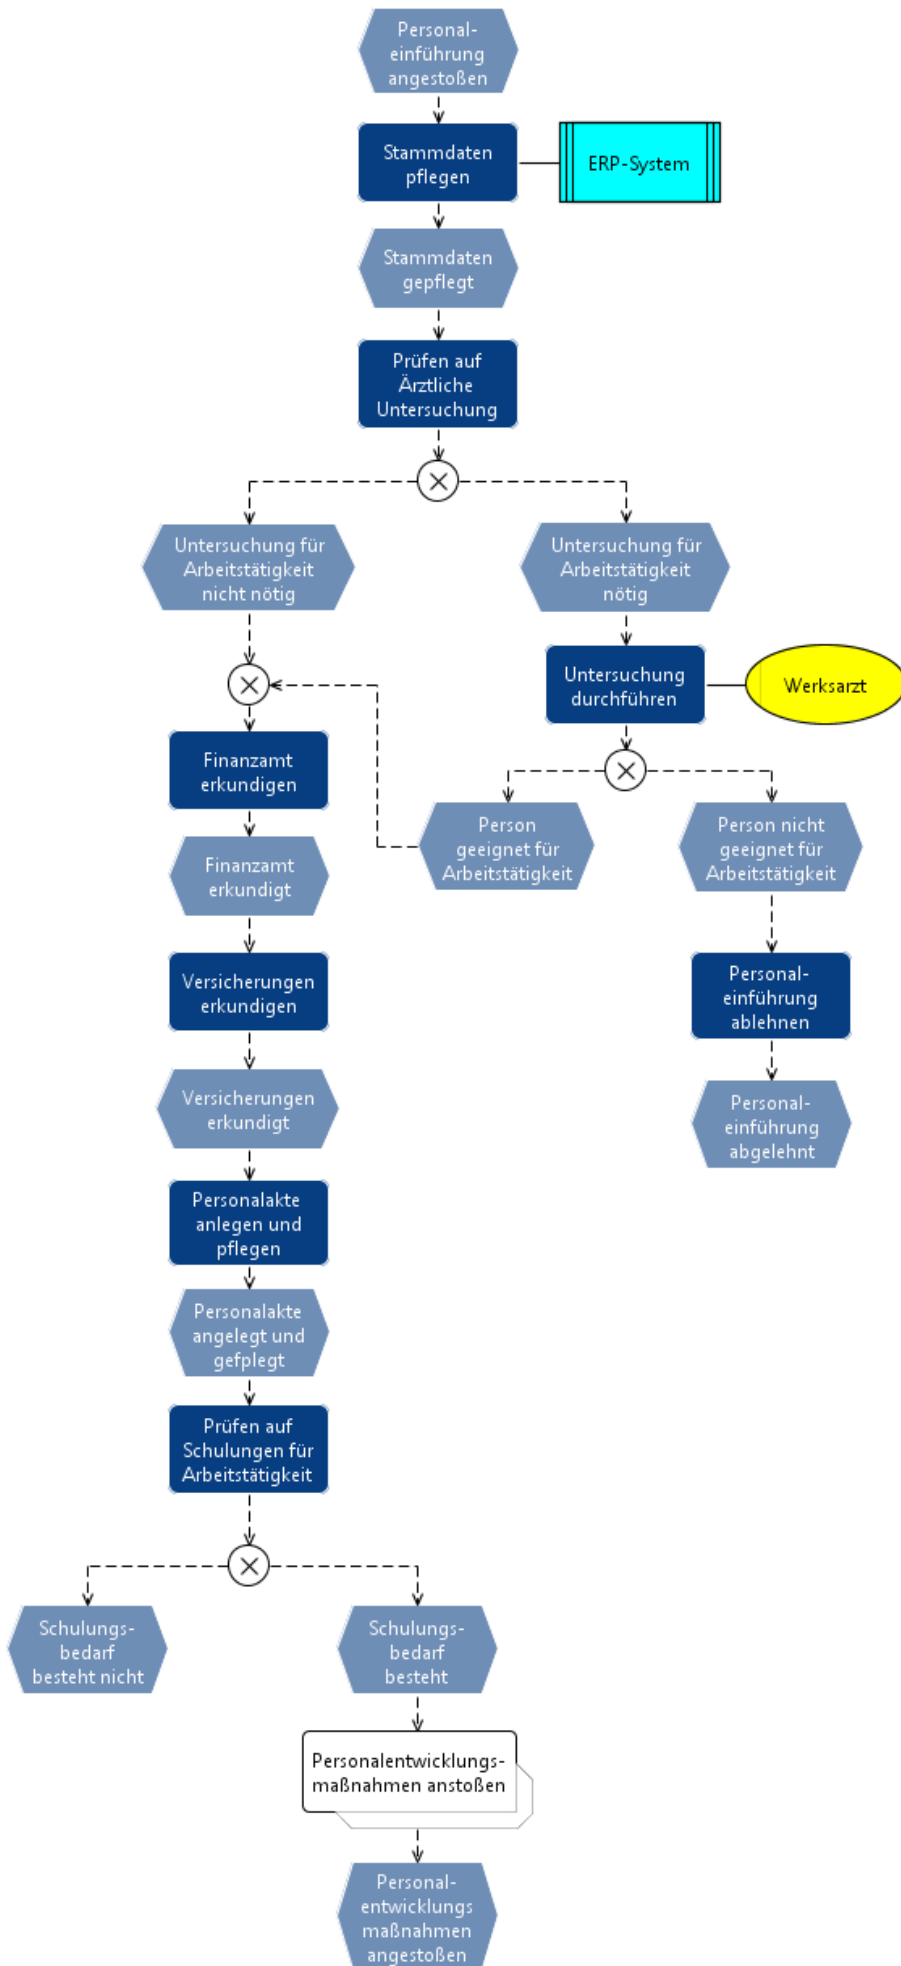 Personal-
einführung
angestoßen
Stammdaten
pflegen
ERP-System
Stammdaten
gepflegt
Prüfen auf
Ärztliche
Untersuchung
Untersuchung für
Arbeitstätigkeit
nicht nötig
Untersuchung für
Arbeitstätigkeit
nötig
Untersuchung
durchführen
Werksarzt
Finanzamt
erkundigen
Person
geeignet für
Arbeitstätigkeit
Person nicht
geeignet für
Arbeitstätigkeit
Finanzamt
erkundigt
Versicherungen
erkundigen
Personal-
einführung
ablehnen
Versicherungen
erkundigt
Personal-
einführung
abgelehnt
Personalakte
anlegen und
pflegen
Personalakte
angelegt und
gefplegt
Prüfen auf
Schulungen für
Arbeitstätigkeit
Schulungs-
bedarf
besteht nicht
Schulungs-
bedarf
besteht
Personalentwicklungs-
maßnahmen anstoßen
Personal-
entwicklungs
maßnahmen
angestoßen